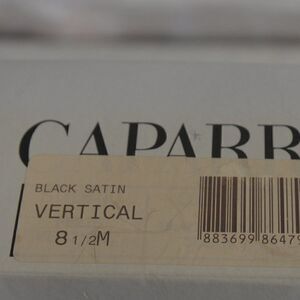 CAPARR
BLACK SATIN
VERTICAL
8 1/2M
883699 86479